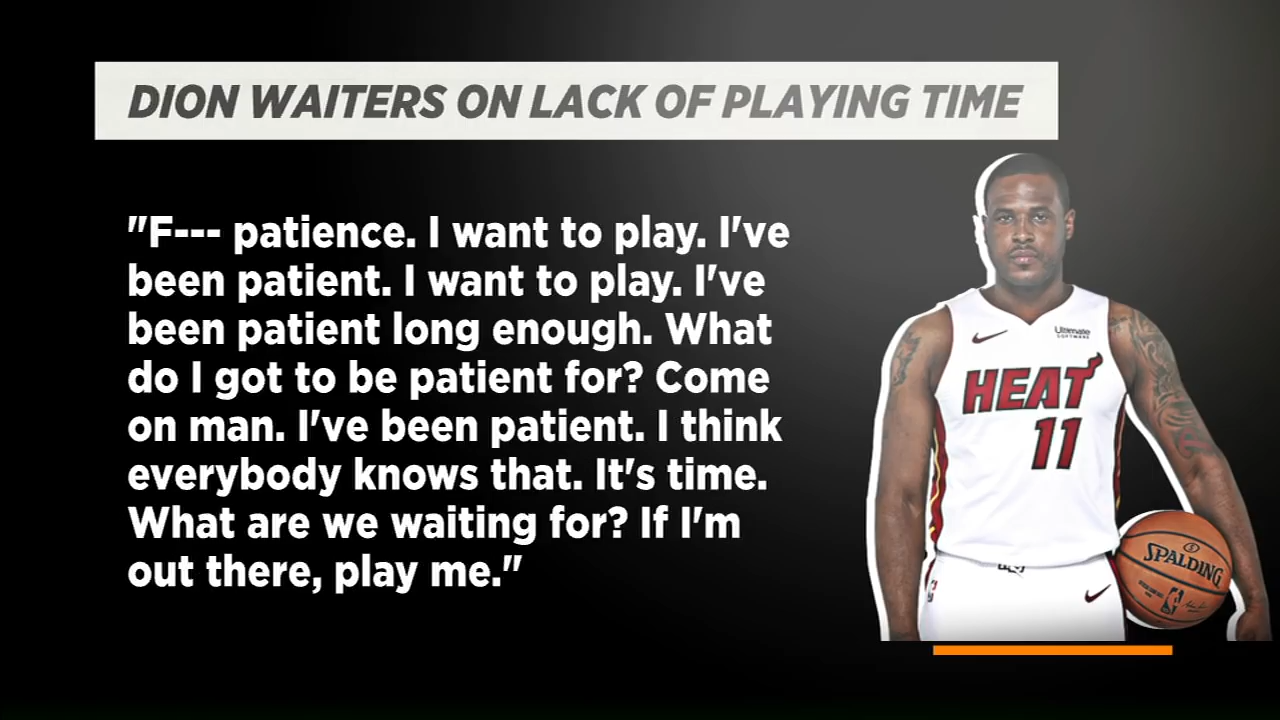 DION WAITERS ON LACK OF PLAYING TIME
"F--- patience. I want to play. I've
been patient. I want to play. I've
been patient long enough. What
do I got to be patient for? Come
on man. I've been patient. I think
everybody knows that. It's time.
What are we waiting for? If I'm
out there, play me."
Ultimate
SOFTWARE
HEAT
11
SPALDING